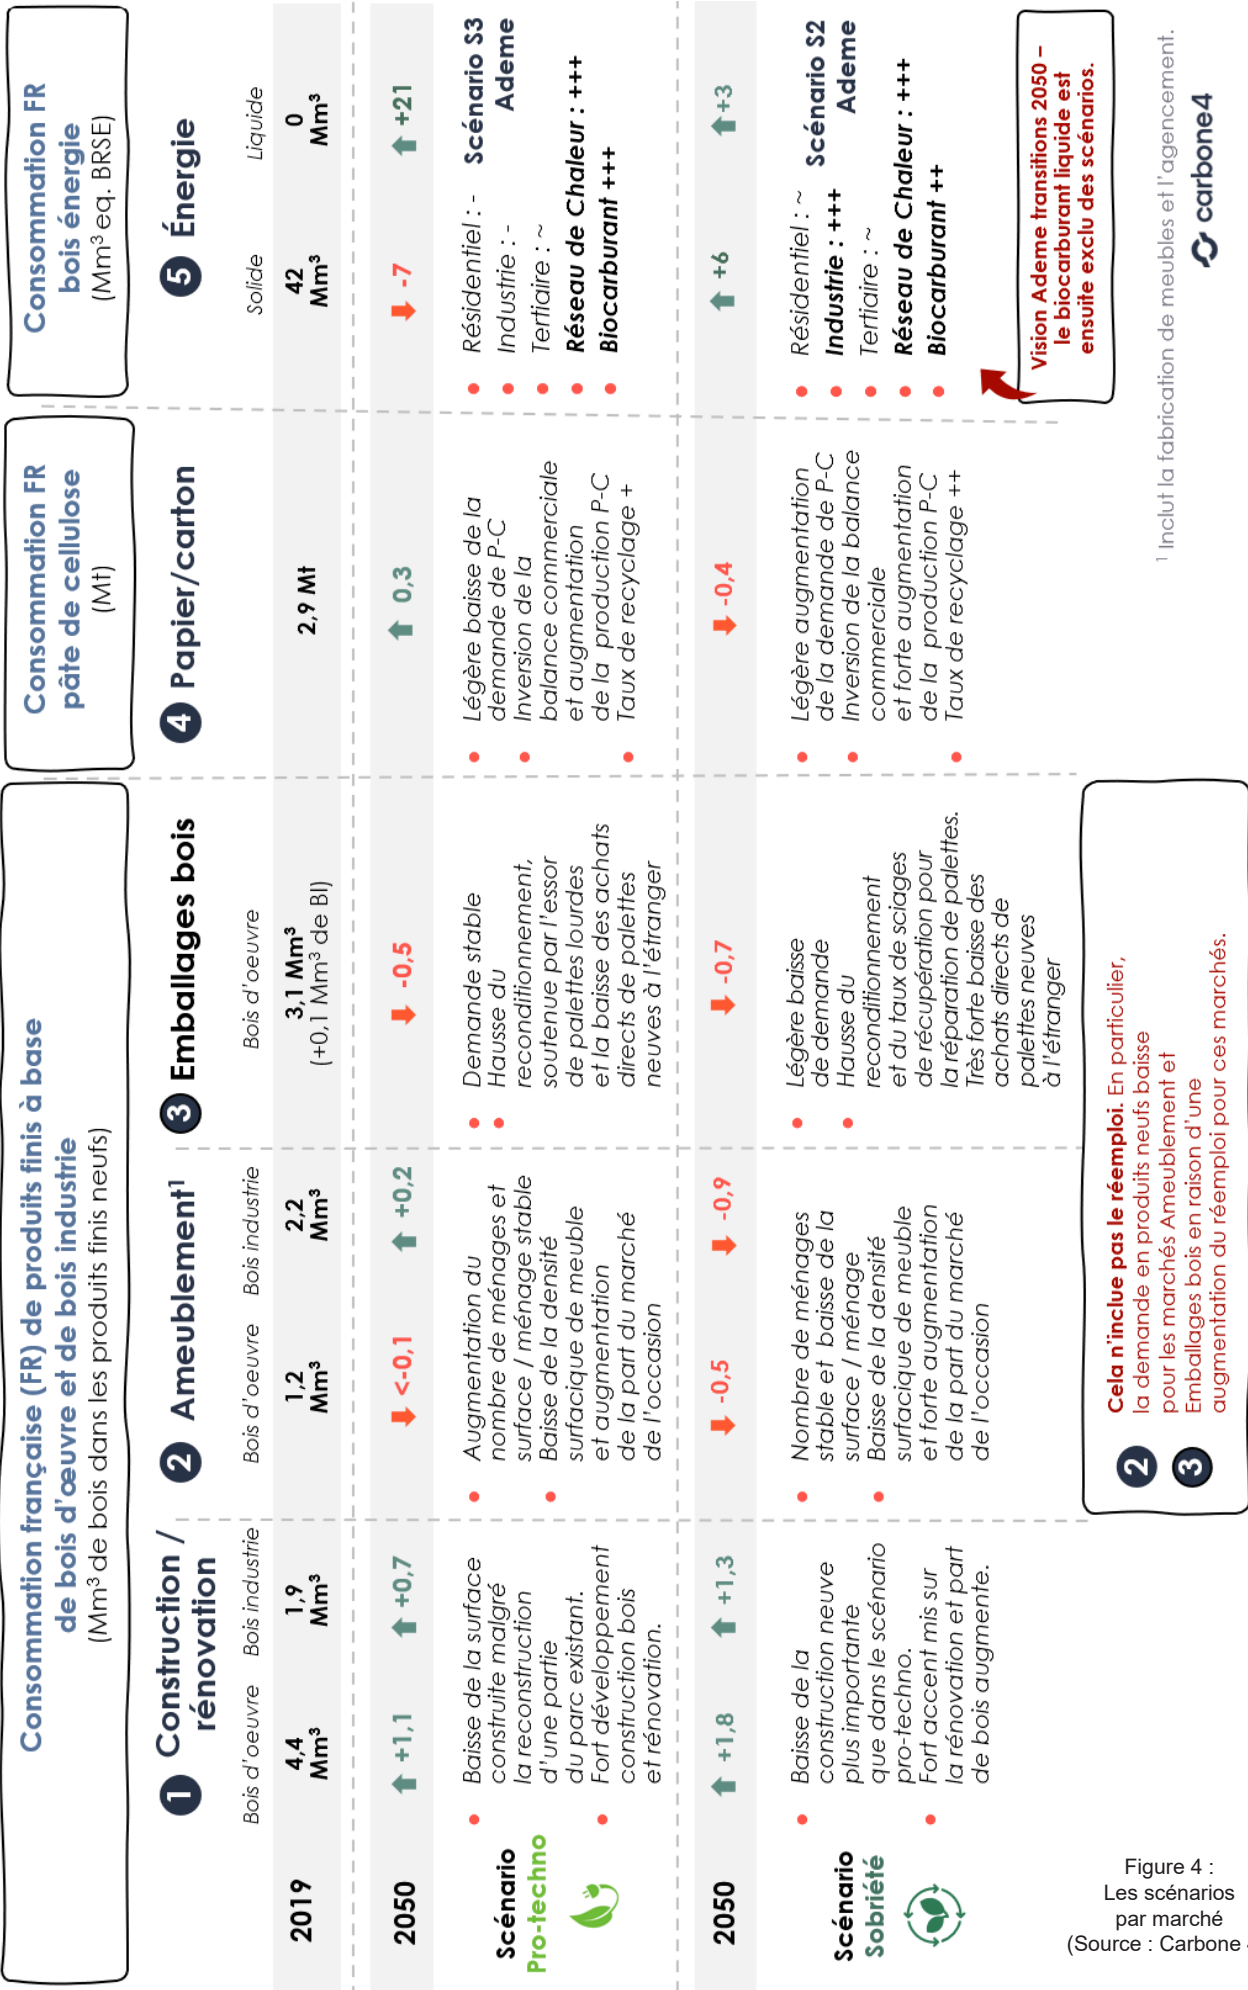 Consommation française (FR) de produits finis à base
de bois d'œuvre et de bois industrie
(Mm³ de bois dans les produits finis neufs)
Consommation FR
pâte de cellulose
(Mt)
Consommation FR
bois énergie
(Mm³ eq. BRSE)
1 Construction /
rénovation
2 Ameublement¹
3 Emballages bois
4 Papier/carton
5 Énergie
Bois d'oeuvre
Bois industrie
Bois d'oeuvre
Bois industrie
Bois d'oeuvre
Solide
Liquide
2019
4,4
Mm³
1,9
Mm³
1,2
Mm³
2,2
Mm³
3,1 Mm³
(+0,1 Mm³ de BI)
2,9 Mt
42
Mm³
0
Mm³
2050
+1,1
+0,7
<-0,1
+0,2
-0,5
0,3
-7
+21
Scénario
Pro-techno
Baisse de la surface
construite malgré
la reconstruction
d'une partie
du parc existant.
Fort développement
construction bois
et rénovation.
Augmentation du
nombre de ménages et
surface / ménage stable
Baisse de la densité
surfacique de meuble
et augmentation
de la part du marché
de l'occasion
Demande stable
Hausse du
reconditionnement,
soutenue par l'essor
de palettes lourdes
et la baisse des achats
directs de palettes
neuves à l'étranger
Légère baisse de la
demande de P-C
Inversion de la
balance commerciale
et augmentation
de la production P-C
Taux de recyclage +
Résidentiel : -
Industrie : -
Tertiaire : ~
Réseau de Chaleur : +++
Biocarburant +++
Scénario S3
Ademe
2050
+1,8
+1,3
-0,5
-0,9
-0,7
-0,4
+6
+3
Scénario
Sobriété
Baisse de la
construction neuve
plus importante
que dans le scénario
pro-techno.
Fort accent mis sur
la rénovation et part
de bois augmente.
Nombre de ménages
stable et baisse de la
surface / ménage
Baisse de la densité
surfacique de meuble
et forte augmentation
de la part du marché
de l'occasion
Légère baisse
de demande
Hausse du
reconditionnement
et du taux de sciages
de récupération pour
la réparation de palettes.
Très forte baisse des
achats directs de
palettes neuves
à l'étranger
Légère augmentation
de la demande de P-C
Inversion de la balance
commerciale
et forte augmentation
de la production P-C
Taux de recyclage ++
Résidentiel : ~
Industrie : +++
Tertiaire : ~
Réseau de Chaleur : +++
Biocarburant ++
Scénario S2
Ademe
Vision Ademe transitions 2050 –
le biocarburant liquide est
ensuite exclu des scénarios.
2
3
Cela n'inclue pas le réemploi. En particulier,
la demande en produits neufs baisse
pour les marchés Ameublement et
Emballages bois en raison d'une
augmentation du réemploi pour ces marchés.
¹ Inclut la fabrication de meubles et l'agencement.
carbone4
Figure 4 :
Les scénarios
par marché
(Source : Carbone